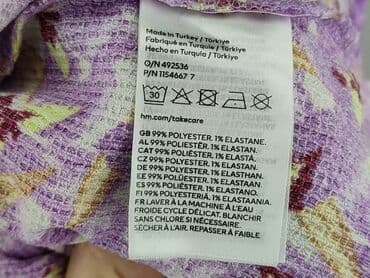 Made in Turkey / Türkiye
Fabriqué en Turquie / Türkiye
Hecho en Turquía / Türkiye
O/N 492536
P/N 1154667 7
30
hm.com/takecare
GB 99% POLYESTER. 1% ELASTANE.
AL 99% POLIESTËR. 1% ELASTAN.
CAT 99% POLIÈSTER. 1% ELASTÀ.
CZ 99% POLYESTER. 1% ELASTAN.
DE 99% POLYESTER. 1% ELASTHAN.
EE 99% POLÜESTER. 1% ELASTAAN.
ES 99% POLIÉSTER. 1% ELASTANO.
FI 99% POLYESTERIA. 1% ELASTAANIA.
FR LAVER À LA MACHINE À L'EAU
FROIDE CYCLE DÉLICAT. BLANCHIR
SANS CHLORE SI NÉCESSAIRE.
SÉCHER À L'AIR. REPASSER À FAIBLE.